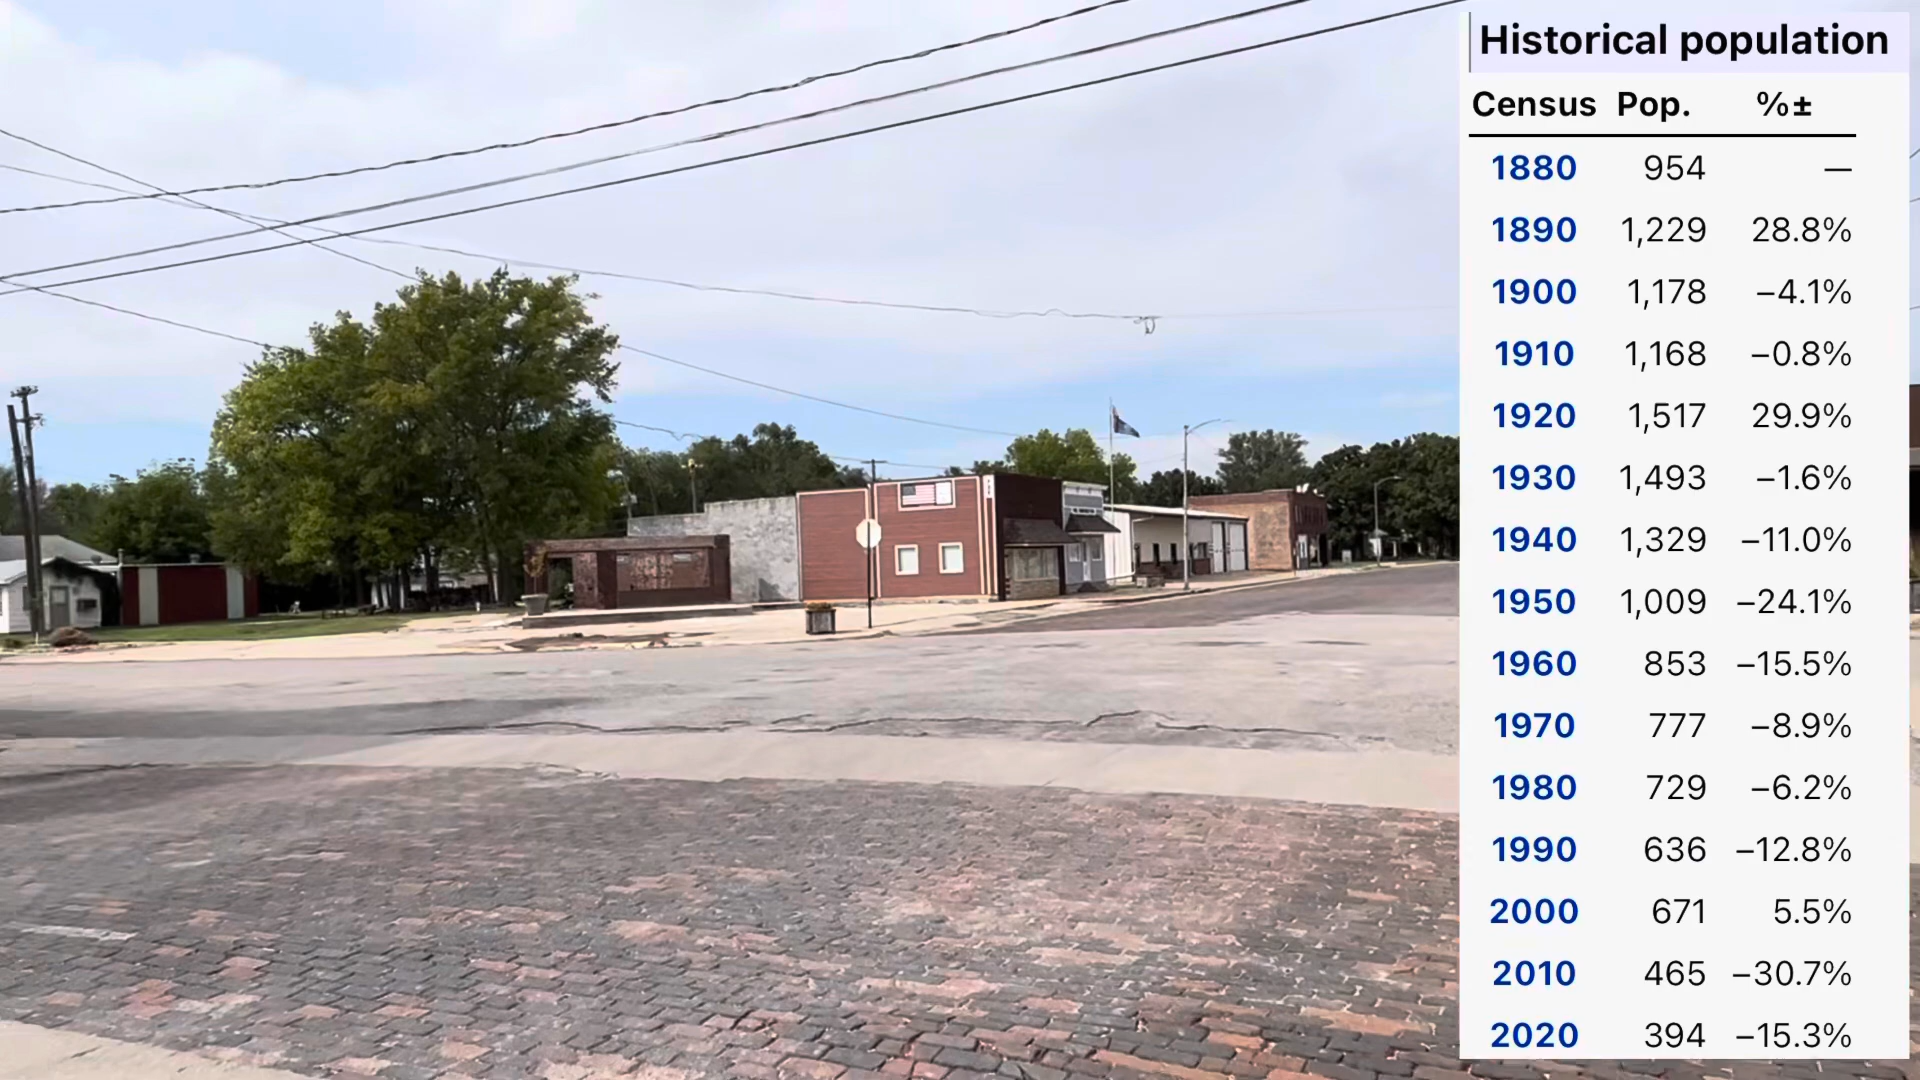 Historical population
Census Pop. %±
1880 954 —
1890 1,229 28.8%
1900 1,178 −4.1%
1910 1,168 −0.8%
1920 1,517 29.9%
1930 1,493 −1.6%
1940 1,329 −11.0%
1950 1,009 −24.1%
1960 853 −15.5%
1970 777 −8.9%
1980 729 −6.2%
1990 636 −12.8%
2000 671 5.5%
2010 465 −30.7%
2020 394 −15.3%